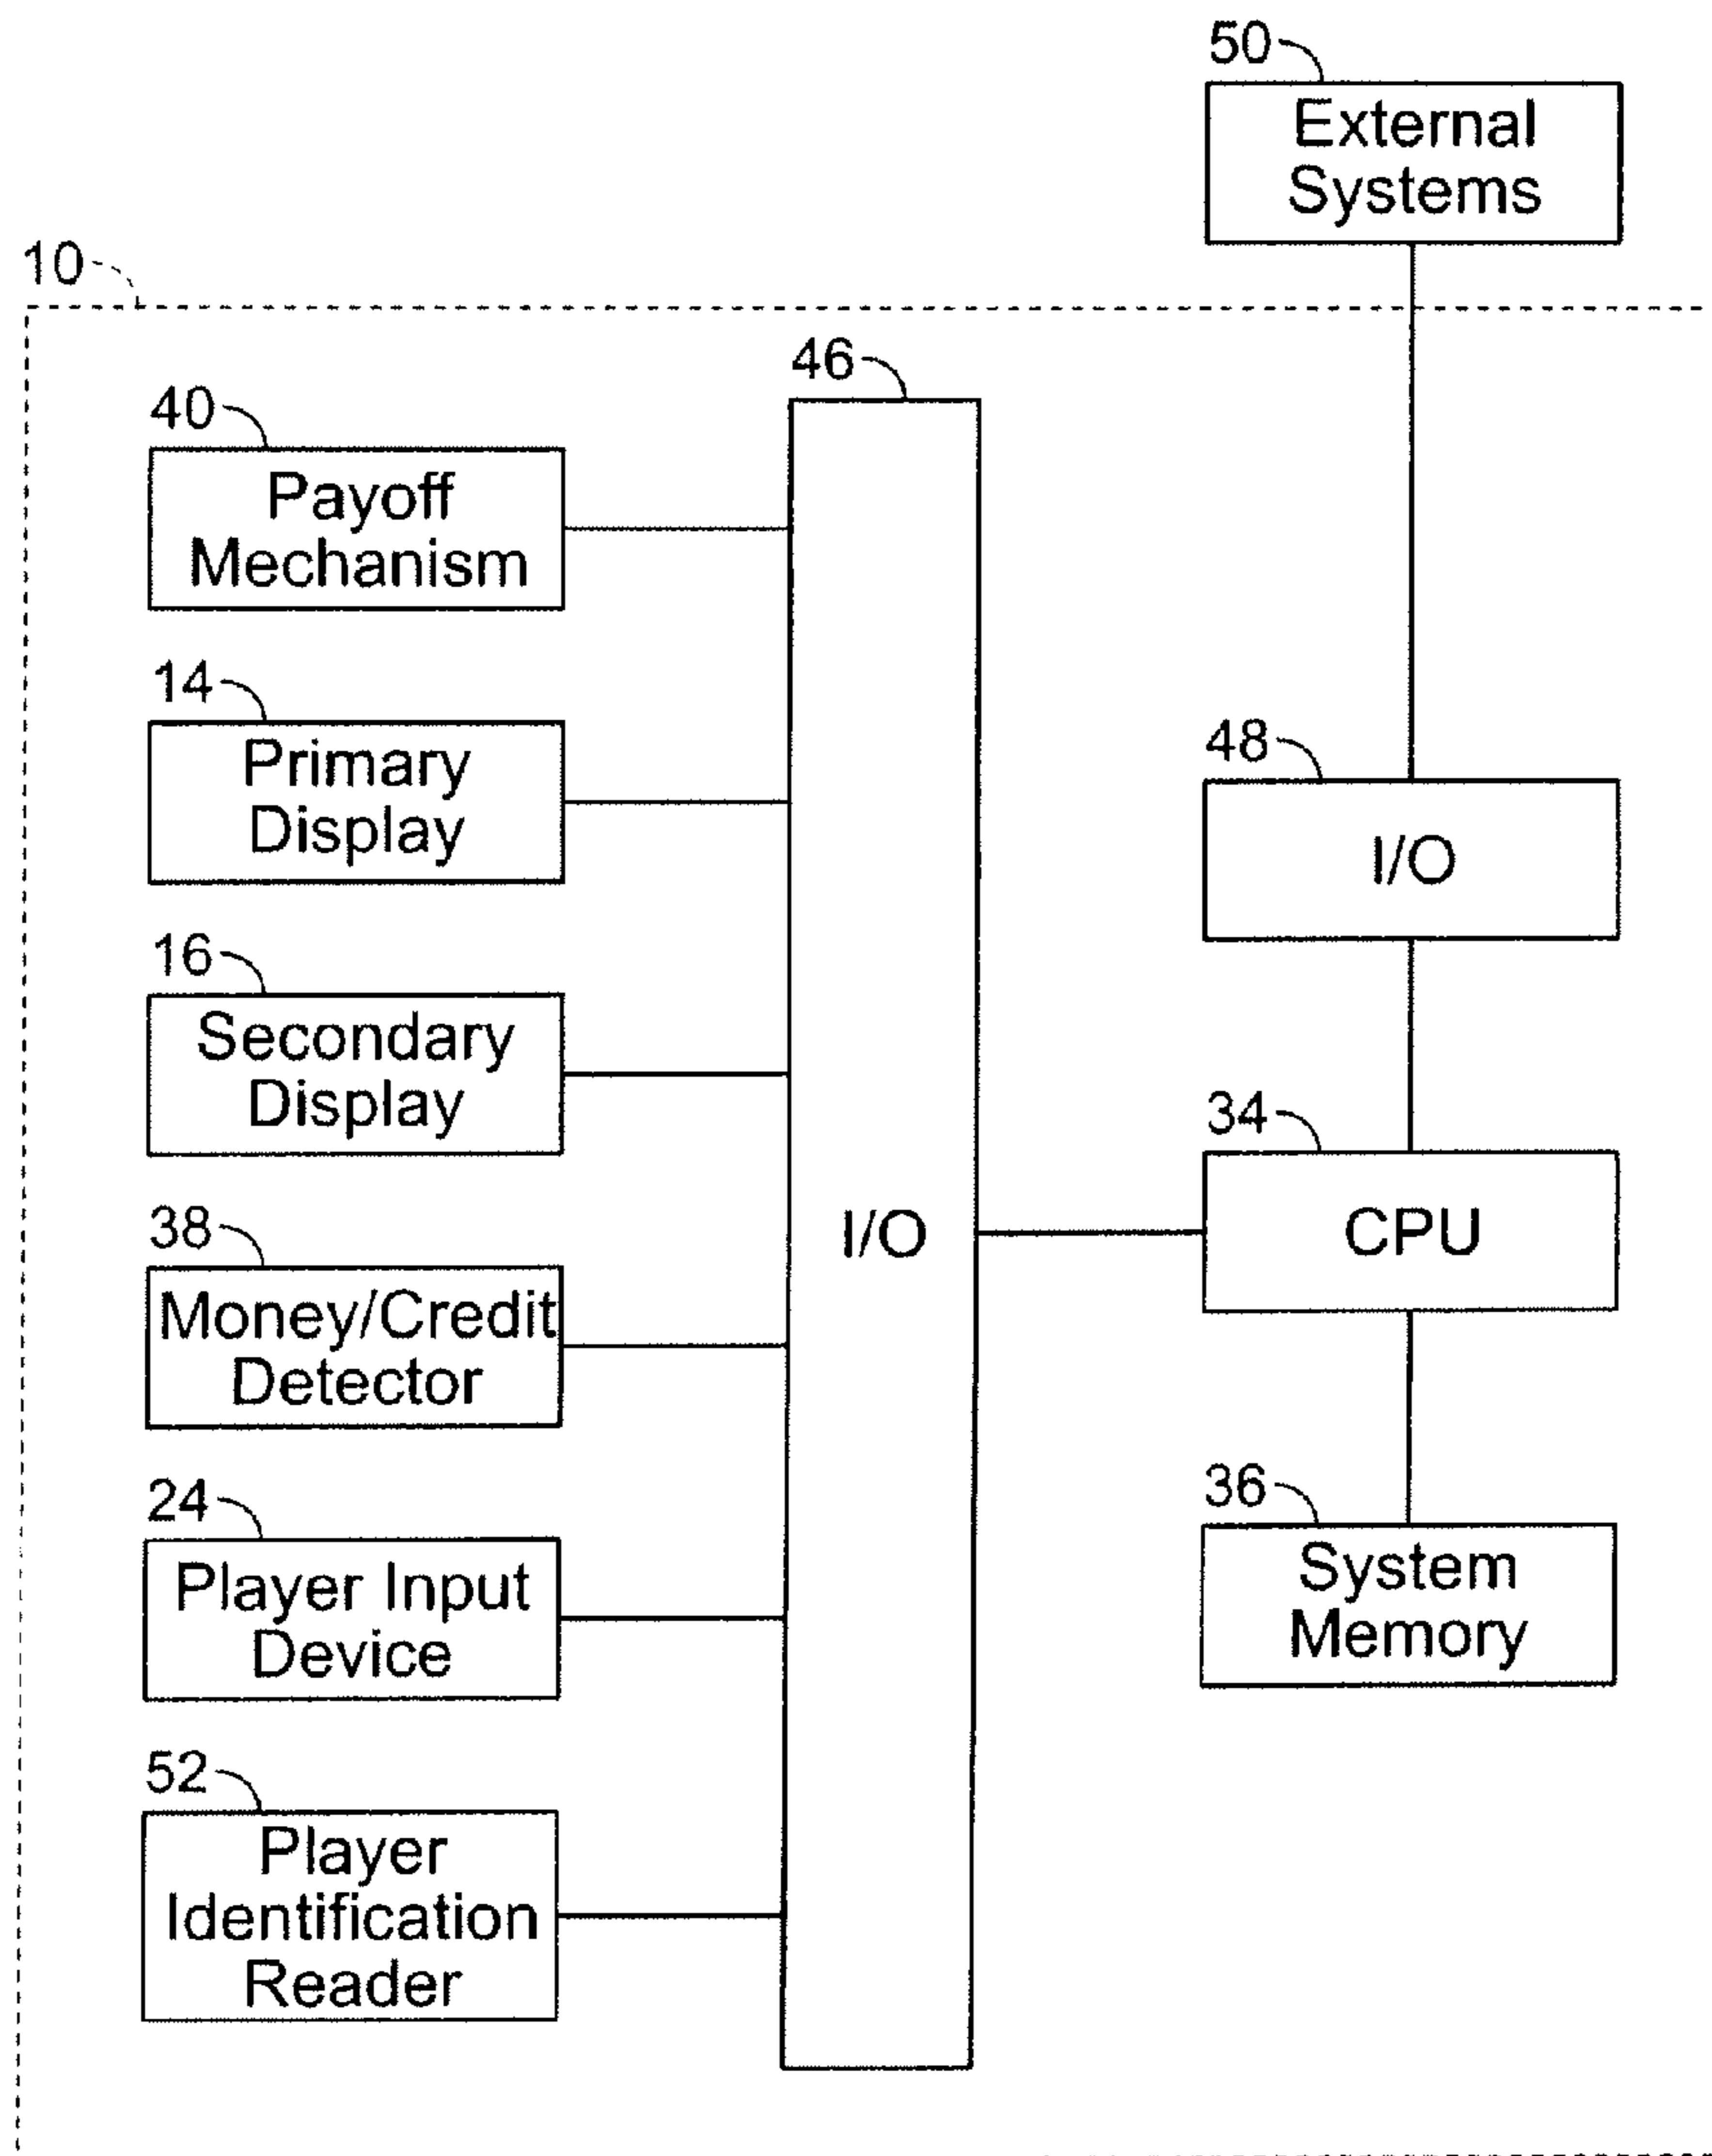 50
External
Systems
10
46
40
Payoff
Mechanism
14
Primary
Display
48
I/O
16
Secondary
Display
34
CPU
38
Money/Credit
Detector
I/O
24
Player Input
Device
36
System
Memory
52
Player
Identification
Reader